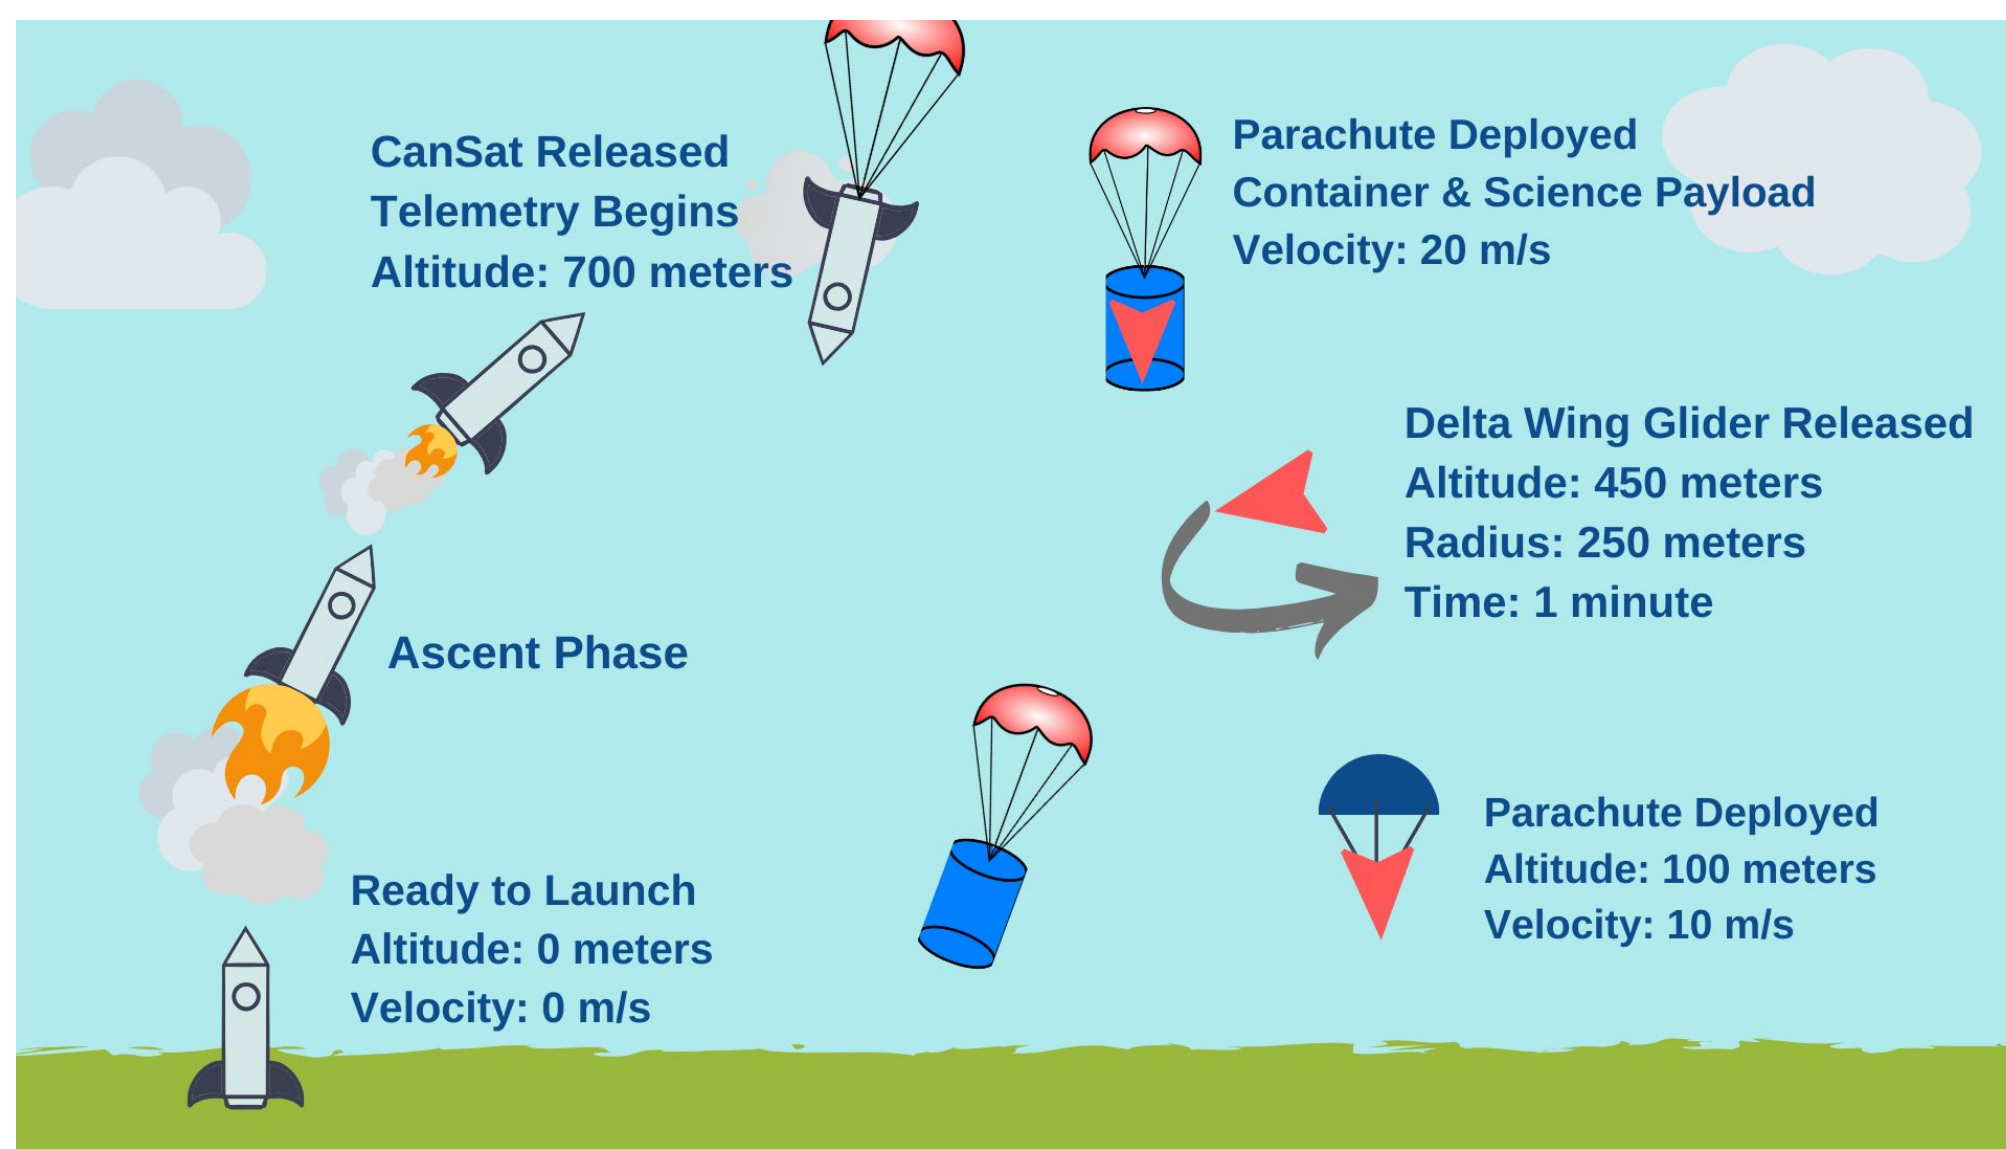 CanSat Released
Telemetry Begins
Altitude: 700 meters
Parachute Deployed
Container & Science Payload
Velocity: 20 m/s
Delta Wing Glider Released
Altitude: 450 meters
Radius: 250 meters
Time: 1 minute
Ascent Phase
Parachute Deployed
Altitude: 100 meters
Velocity: 10 m/s
Ready to Launch
Altitude: 0 meters
Velocity: 0 m/s